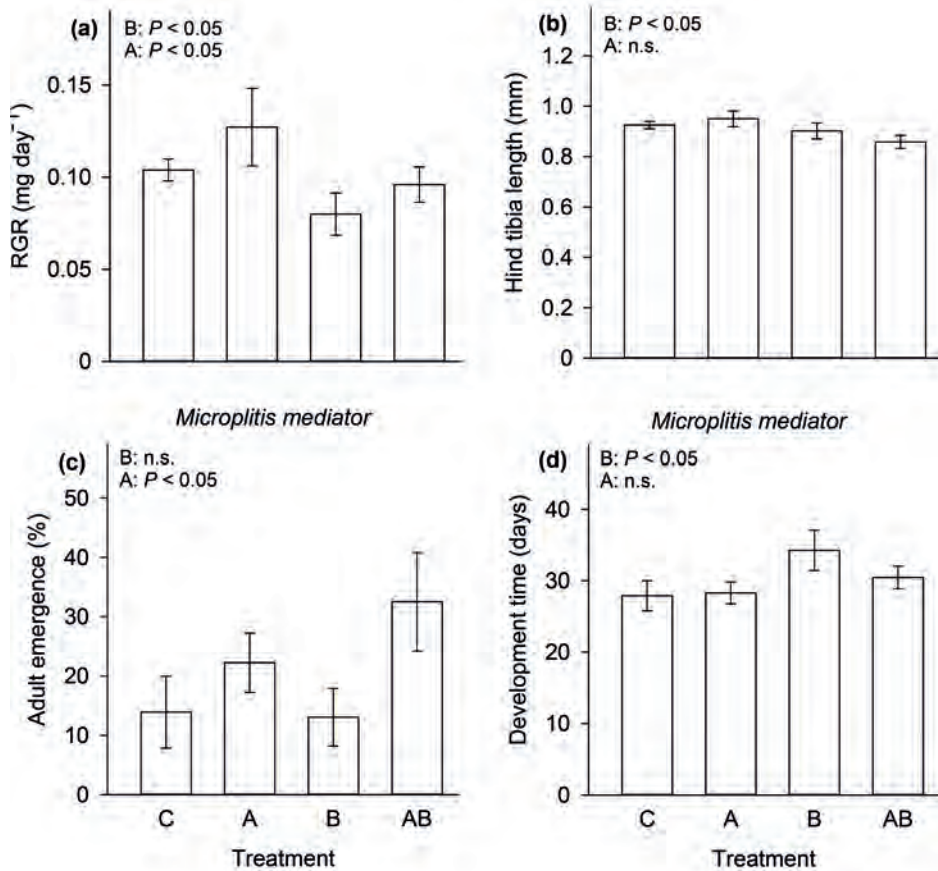 (a)
B: P < 0.05
A: P < 0.05
RGR (mg day⁻¹)
0.15
0.10
0.05
0
(b)
B: P < 0.05
A: n.s.
Hind tibia length (mm)
1.2
1.0
0.8
0.6
0.4
0.2
0
Microplitis mediator
Microplitis mediator
(c)
B: n.s.
A: P < 0.05
Adult emergence (%)
50
40
30
20
10
0
C A B AB
Treatment
(d)
B: P < 0.05
A: n.s.
Development time (days)
40
30
20
10
0
C A B AB
Treatment